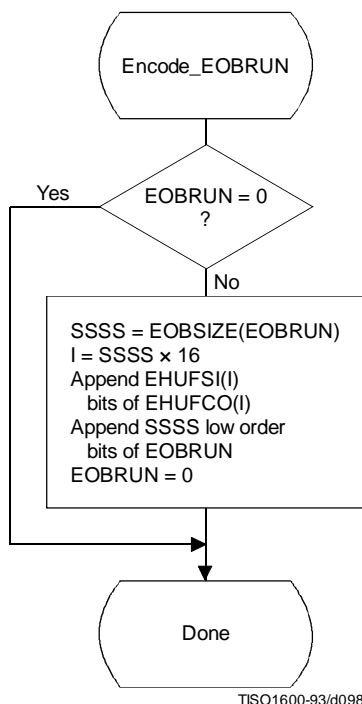 Encode_EOBRUN
EOBRUN = 0
?
Yes
No
SSSS = EOBSIZE(EOBRUN)
I = SSSS × 16
Append EHUFSI(I)
bits of EHUFCO(I)
Append SSSS low order
bits of EOBRUN
EOBRUN = 0
Done
TISO1600-93/d098